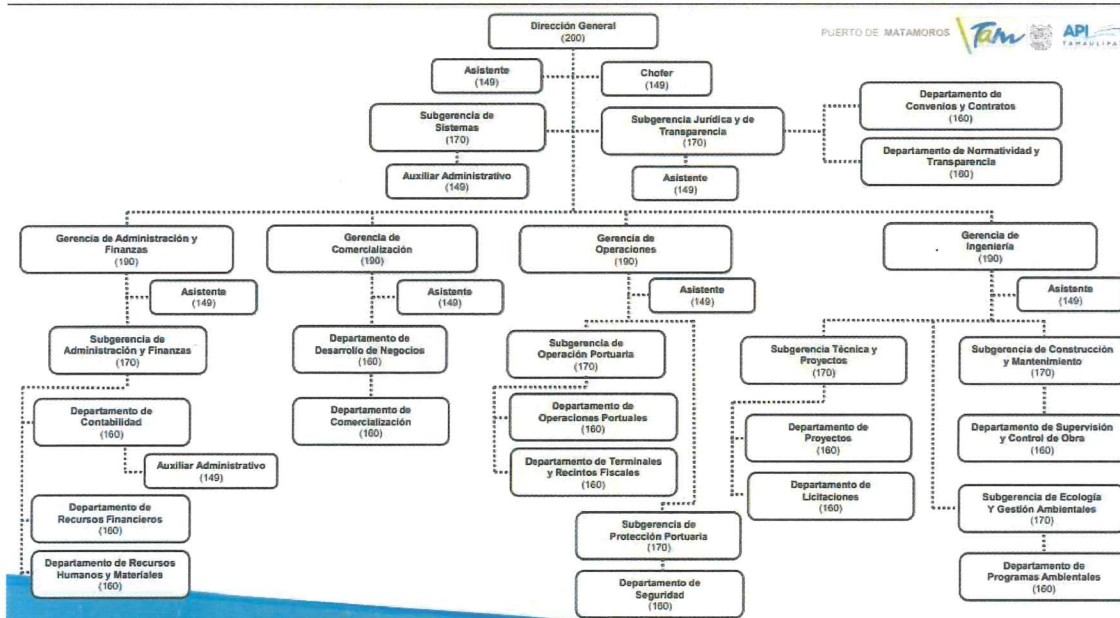 Dirección General
(200)
PUERTO DE MATAMOROS
Tam
API
TAMAULIPAS
Asistente
(149)
Chofer
(149)
Subgerencia de
Sistemas
(170)
Subgerencia Jurídica y de
Transparencia
(170)
Departamento de
Convenios y Contratos
(160)
Departamento de Normatividad y
Transparencia
(160)
Auxiliar Administrativo
(149)
Asistente
(149)
Gerencia de Administración y
Finanzas
(190)
Gerencia de
Comercialización
(190)
Gerencia de
Operaciones
(190)
Gerencia de
Ingeniería
(190)
Asistente
(149)
Asistente
(149)
Asistente
(149)
Asistente
(149)
Subgerencia de
Administración y Finanzas
(170)
Departamento de
Desarrollo de Negocios
(160)
Subgerencia de
Operación Portuaria
(170)
Subgerencia Técnica y
Proyectos
(170)
Subgerencia de Construcción
y Mantenimiento
(170)
Departamento de
Contabilidad
(160)
Departamento de
Comercialización
(160)
Departamento de
Operaciones Portuales
(160)
Departamento de
Proyectos
(160)
Departamento de Supervisión
y Control de Obra
(160)
Auxiliar Administrativo
(149)
Departamento de Terminales
y Recintos Fiscales
(160)
Departamento de
Licitaciones
(160)
Departamento de
Recursos Financieros
(160)
Subgerencia de
Protección Portuaria
(170)
Subgerencia de Ecología
Y Gestión Ambientales
(170)
Departamento de Recursos
Humanos y Materiales
(160)
Departamento de
Seguridad
(160)
Departamento de
Programas Ambientales
(160)